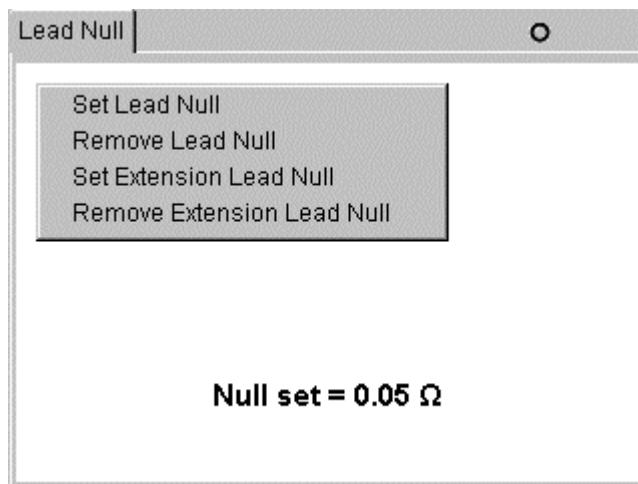 Lead Null
Set Lead Null
Remove Lead Null
Set Extension Lead Null
Remove Extension Lead Null
Null set = 0.05 Ω